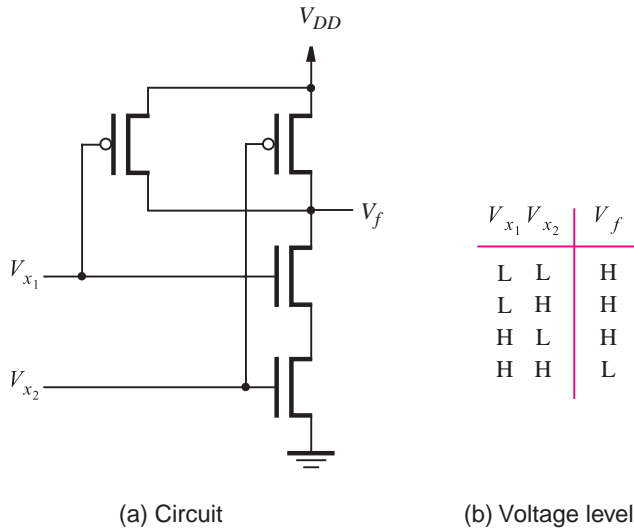 V_DD
V_f
V_x1
V_x2
V_x1 V_x2 V_f
L L H
L H H
H L H
H H L
(a) Circuit
(b) Voltage level